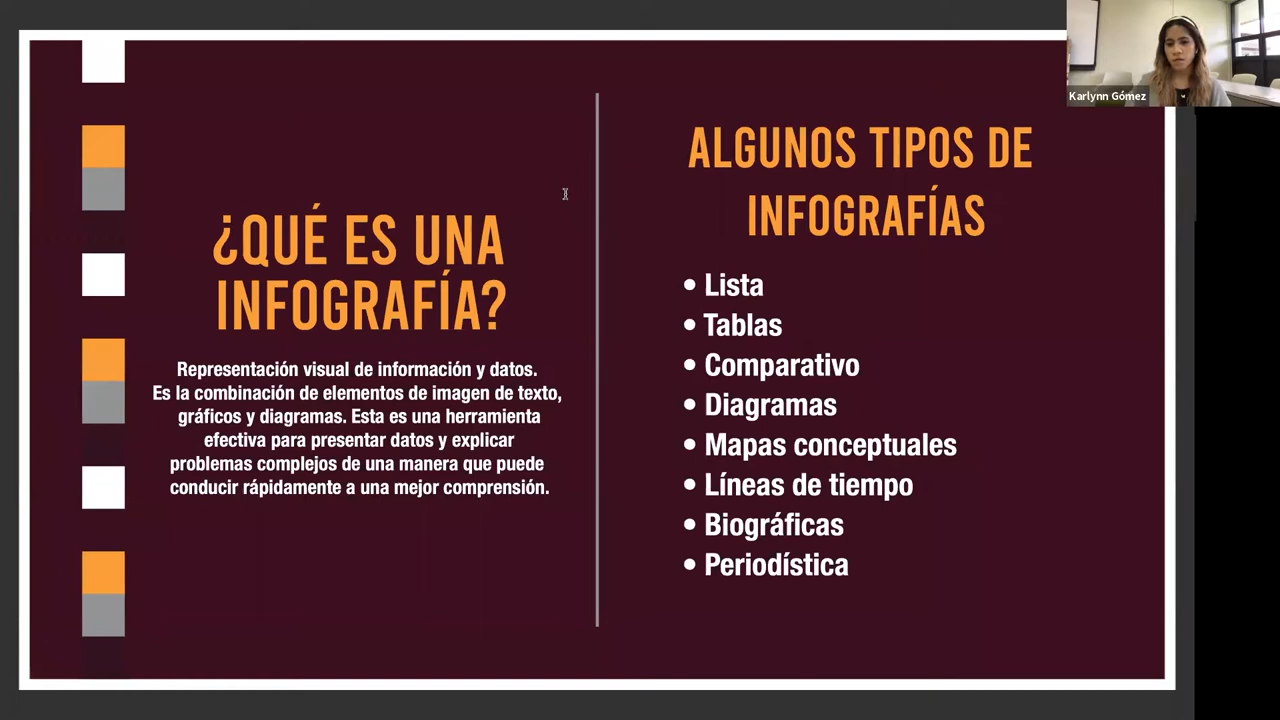 ¿QUÉ ES UNA
INFOGRAFÍA?
Representación visual de información y datos.
Es la combinación de elementos de imagen de texto,
gráficos y diagramas. Esta es una herramienta
efectiva para presentar datos y explicar
problemas complejos de una manera que puede
conducir rápidamente a una mejor comprensión.
ALGUNOS TIPOS DE
INFOGRAFÍAS
• Lista
• Tablas
• Comparativo
• Diagramas
• Mapas conceptuales
• Líneas de tiempo
• Biográficas
• Periodística
Karlynn Gómez